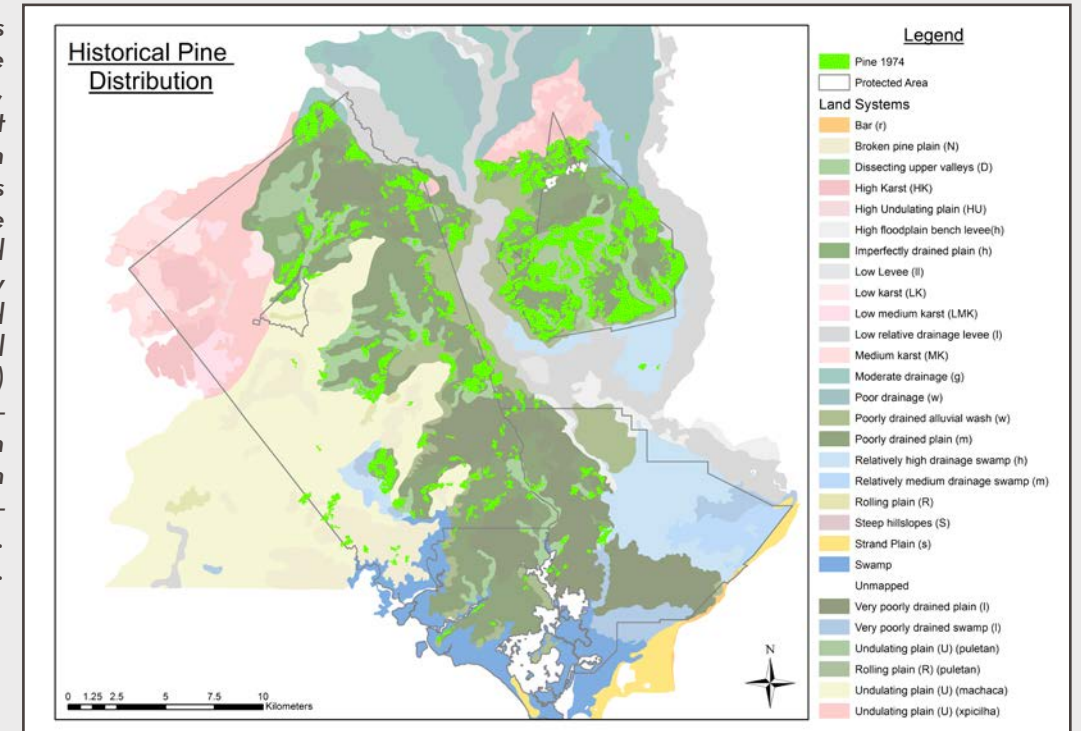 Historical Pine
Distribution
0 1.25 2.5 5 7.5 10
Kilometers
N
Legend
Pine 1974
Protected Area
Land Systems
Bar (r)
Broken pine plain (N)
Dissecting upper valleys (D)
High Karst (HK)
High Undulating plain (HU)
High floodplain bench levee(h)
Imperfectly drained plain (h)
Low Levee (ll)
Low karst (LK)
Low medium karst (LMK)
Low relative drainage levee (l)
Medium karst (MK)
Moderate drainage (g)
Poor drainage (w)
Poorly drained alluvial wash (w)
Poorly drained plain (m)
Relatively high drainage swamp (h)
Relatively medium drainage swamp (m)
Rolling plain (R)
Steep hillslopes (S)
Strand Plain (s)
Swamp
Unmapped
Very poorly drained plain (l)
Very poorly drained swamp (l)
Undulating plain (U) (puletan)
Rolling plain (R) (puletan)
Undulating plain (U) (machaca)
Undulating plain (U) (xpicilha)